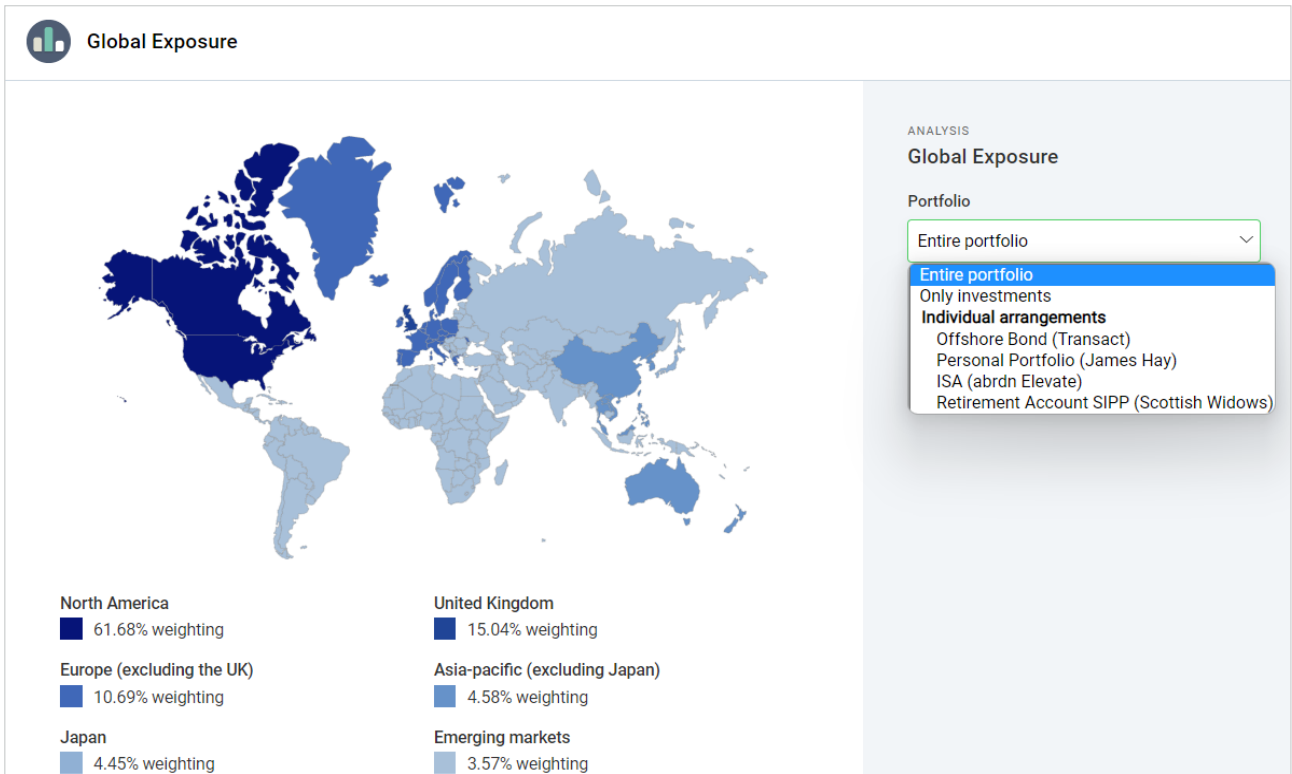 Global Exposure
ANALYSIS
Global Exposure
Portfolio
Entire portfolio
Entire portfolio
Only investments
Individual arrangements
Offshore Bond (Transact)
Personal Portfolio (James Hay)
ISA (abrdn Elevate)
Retirement Account SIPP (Scottish Widows)
North America
61.68% weighting
United Kingdom
15.04% weighting
Europe (excluding the UK)
10.69% weighting
Asia-pacific (excluding Japan)
4.58% weighting
Japan
4.45% weighting
Emerging markets
3.57% weighting